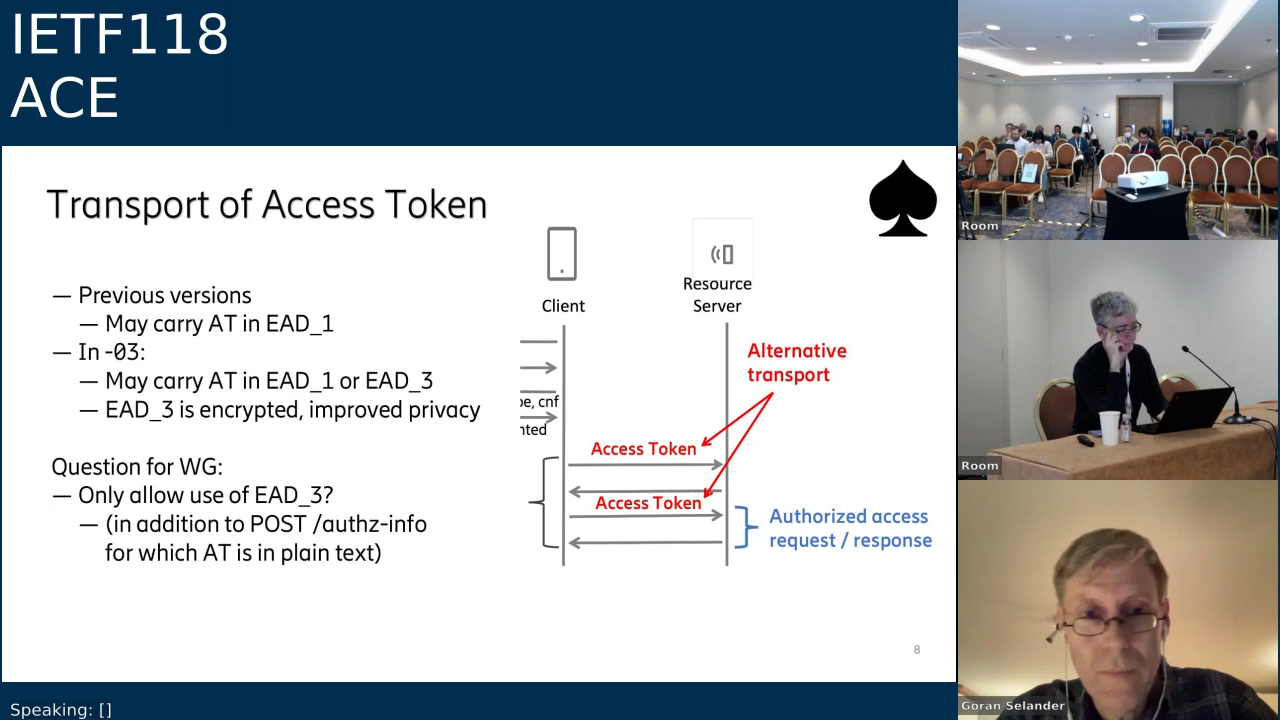 IETF118
ACE
Transport of Access Token
— Previous versions
— May carry AT in EAD_1
— In -03:
— May carry AT in EAD_1 or EAD_3
— EAD_3 is encrypted, improved privacy
Question for WG:
— Only allow use of EAD_3?
— (in addition to POST /authz-info
for which AT is in plain text)
Client
Resource
Server
Alternative
transport
pe, cnf
nted
Access Token
Access Token
Authorized access
request / response
8
Speaking: []
Room
Room
Goran Selander